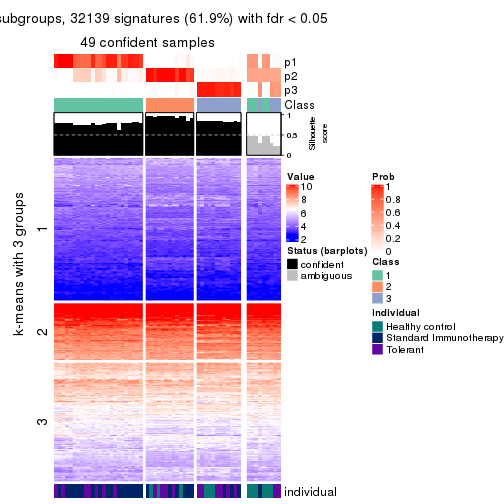 subgroups, 32139 signatures (61.9%) with fdr < 0.05
49 confident samples
p1
p2
p3
Class
1
0.5
0
Silhouette
score
k-means with 3 groups
1
2
3
individual
Value
10
8
6
4
2
Status (barplots)
confident
ambiguous
Prob
1
0.8
0.6
0.4
0.2
0
Class
1
2
3
individual
Healthy control
Standard Immunotherapy
Tolerant